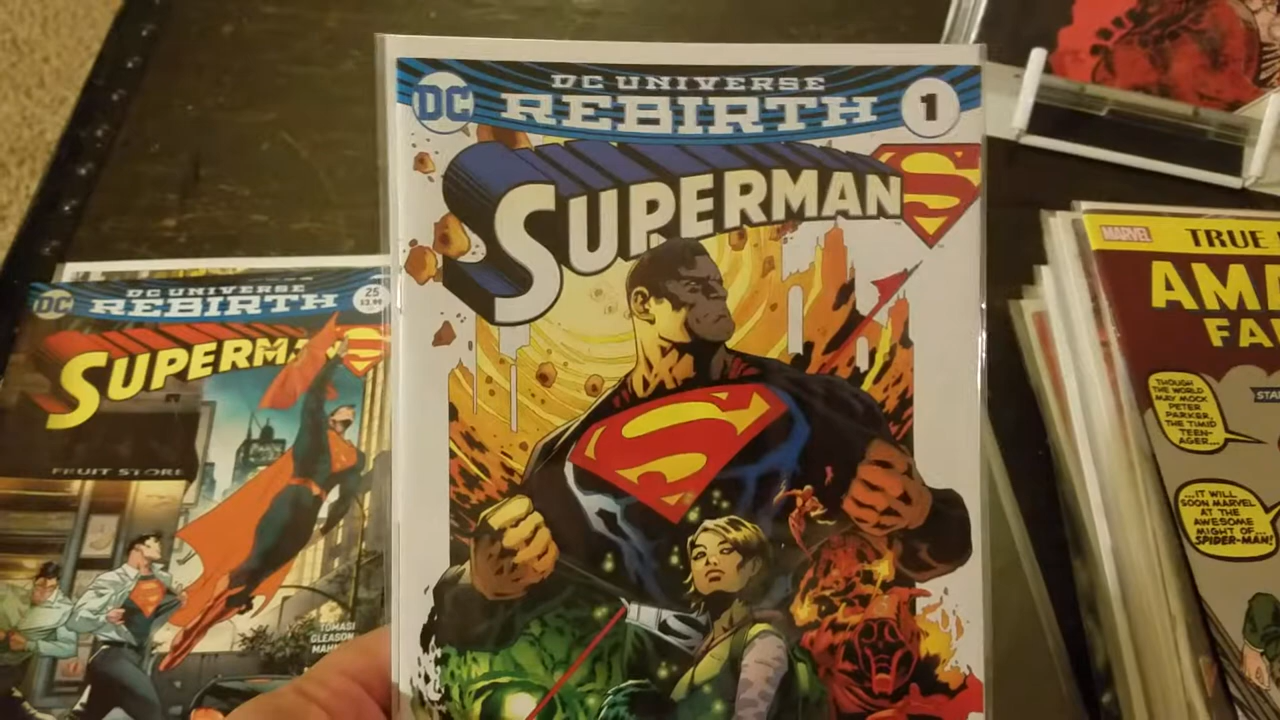 DC UNIVERSE
REBIRTH
DC
1
SUPERMAN
S
S
DC
DC UNIVERSE
REBIRTH
25
$3.99
SUPERMAN
S
FRUIT STORE
TOMASI
GLEASON
MARVEL
TRUE
AMA
FA
THOUGH
THE WORLD
MAY MOCK
PETER
PARKER,
THE TIMID
TEEN-
AGER...
STA
...IT WILL
SOON MARVEL
AT THE
AWESOME
MIGHT OF...
SPIDER-MAN!